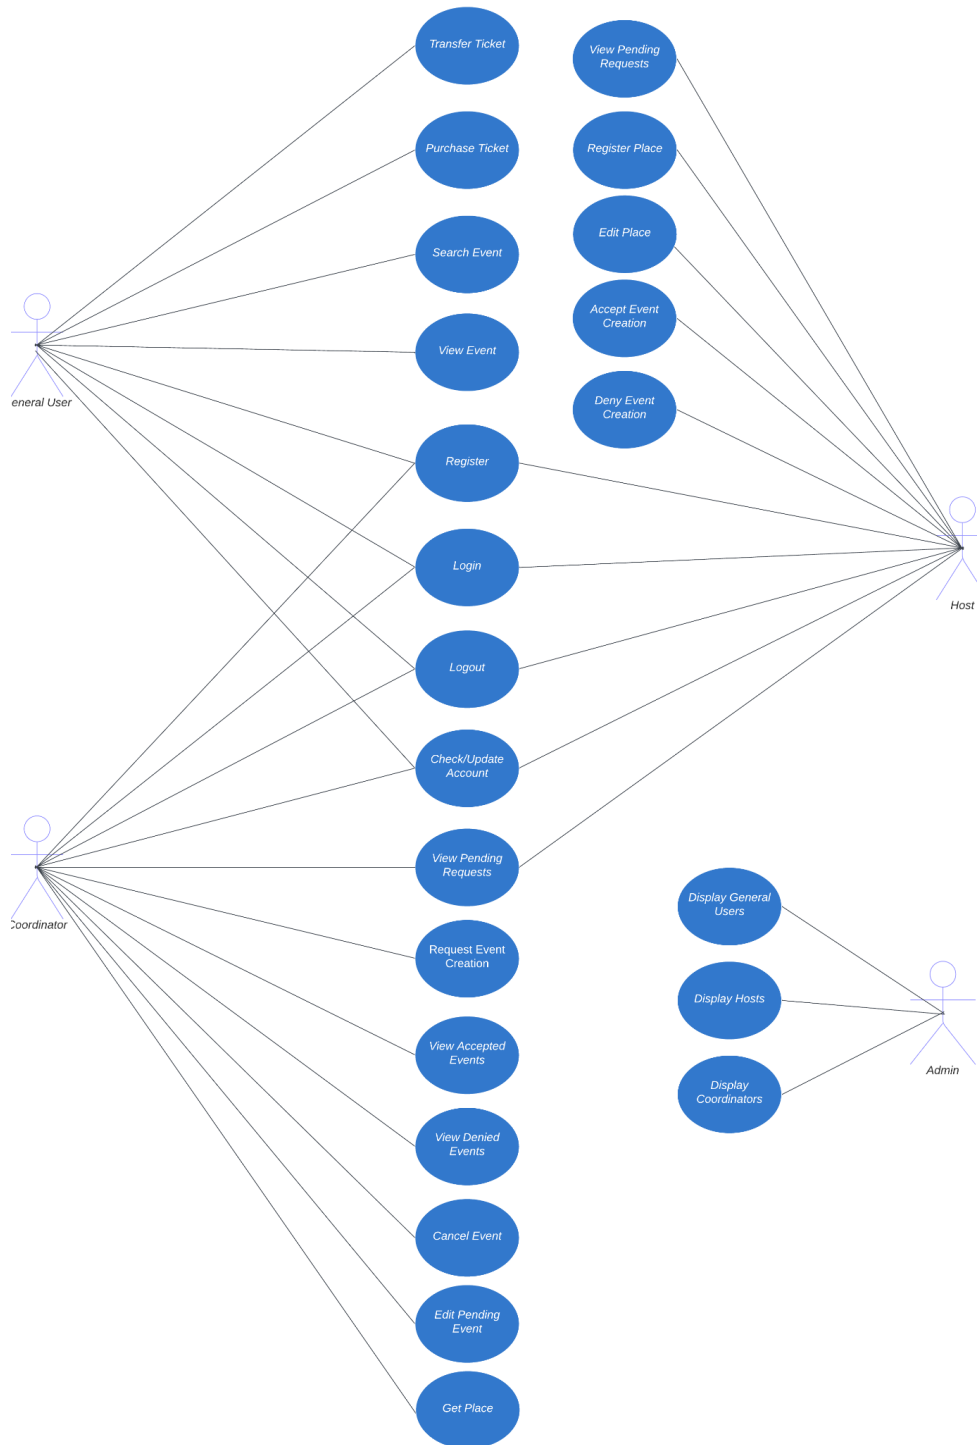 Transfer Ticket
View Pending
Requests
Purchase Ticket
Register Place
Edit Place
Search Event
Accept Event
Creation
View Event
eneral User
Deny Event
Creation
Register
Login
Host
Logout
Check/Update
Account
View Pending
Requests
Coordinator
Display General
Users
Request Event
Creation
Display Hosts
View Accepted
Events
Admin
Display
Coordinators
View Denied
Events
Cancel Event
Edit Pending
Event
Get Place